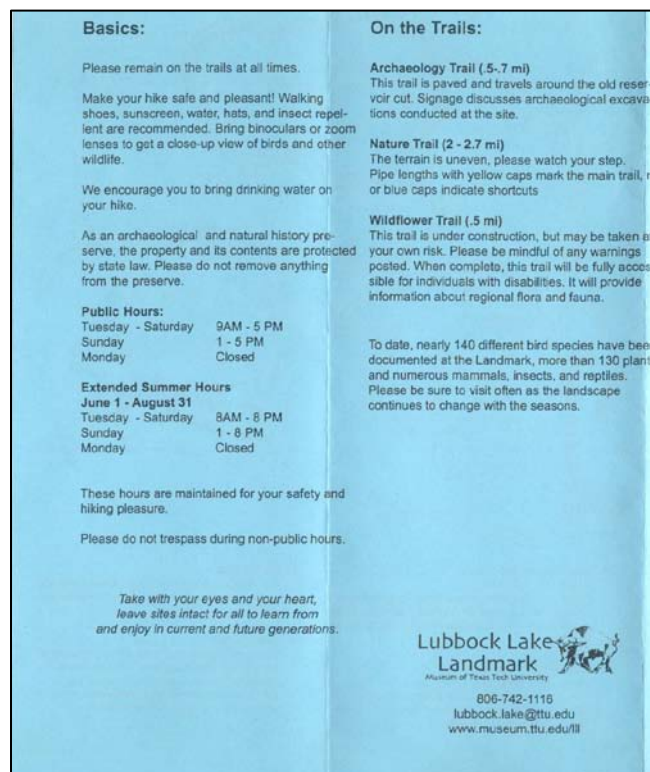 Basics:
Please remain on the trails at all times.
Make your hike safe and pleasant! Walking
shoes, sunscreen, water, hats, and insect repel-
lent are recommended. Bring binoculars or zoom
lenses to get a close-up view of birds and other
wildlife.
We encourage you to bring drinking water on
your hike.
As an archaeological and natural history pre-
serve, the property and its contents are protected
by state law. Please do not remove anything
from the preserve.
Public Hours:
Tuesday - Saturday 9AM - 5 PM
Sunday 1 - 5 PM
Monday Closed
Extended Summer Hours
June 1 - August 31
Tuesday - Saturday 8AM - 8 PM
Sunday 1 - 8 PM
Monday Closed
These hours are maintained for your safety and
hiking pleasure.
Please do not trespass during non-public hours.
Take with your eyes and your heart,
leave sites intact for all to learn from
and enjoy in current and future generations.
On the Trails:
Archaeology Trail (.5-.7 mi)
This trail is paved and travels around the old reser-
voir cut. Signage discusses archaeological excava-
tions conducted at the site.
Nature Trail (2 - 2.7 mi)
The terrain is uneven, please watch your step.
Pipe lengths with yellow caps mark the main trail,
or blue caps indicate shortcuts
Wildflower Trail (.5 mi)
This trail is under construction, but may be taken
your own risk. Please be mindful of any warnings
posted. When complete, this trail will be fully acces
sible for individuals with disabilities. It will provide
information about regional flora and fauna.
To date, nearly 140 different bird species have bee
documented at the Landmark, more than 130 plant
and numerous mammals, insects, and reptiles.
Please be sure to visit often as the landscape
continues to change with the seasons.
Lubbock Lake
Landmark
Museum of Texas Tech University
806-742-1116
lubbock.lake@ttu.edu
www.museum.ttu.edu/lll